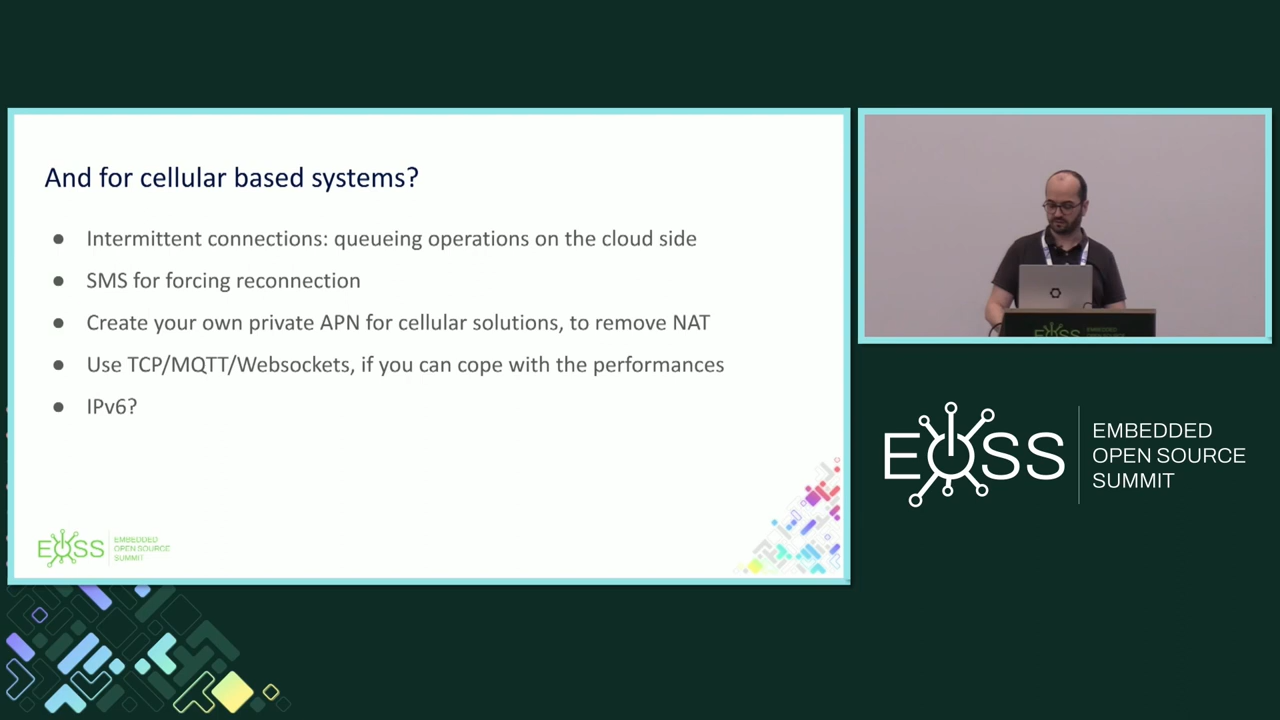 And for cellular based systems?
● Intermittent connections: queueing operations on the cloud side
● SMS for forcing reconnection
● Create your own private APN for cellular solutions, to remove NAT
● Use TCP/MQTT/Websockets, if you can cope with the performances
● IPv6?
EOSS
EMBEDDED
OPEN SOURCE
SUMMIT
EOSS
EOSS
EMBEDDED
OPEN SOURCE
SUMMIT